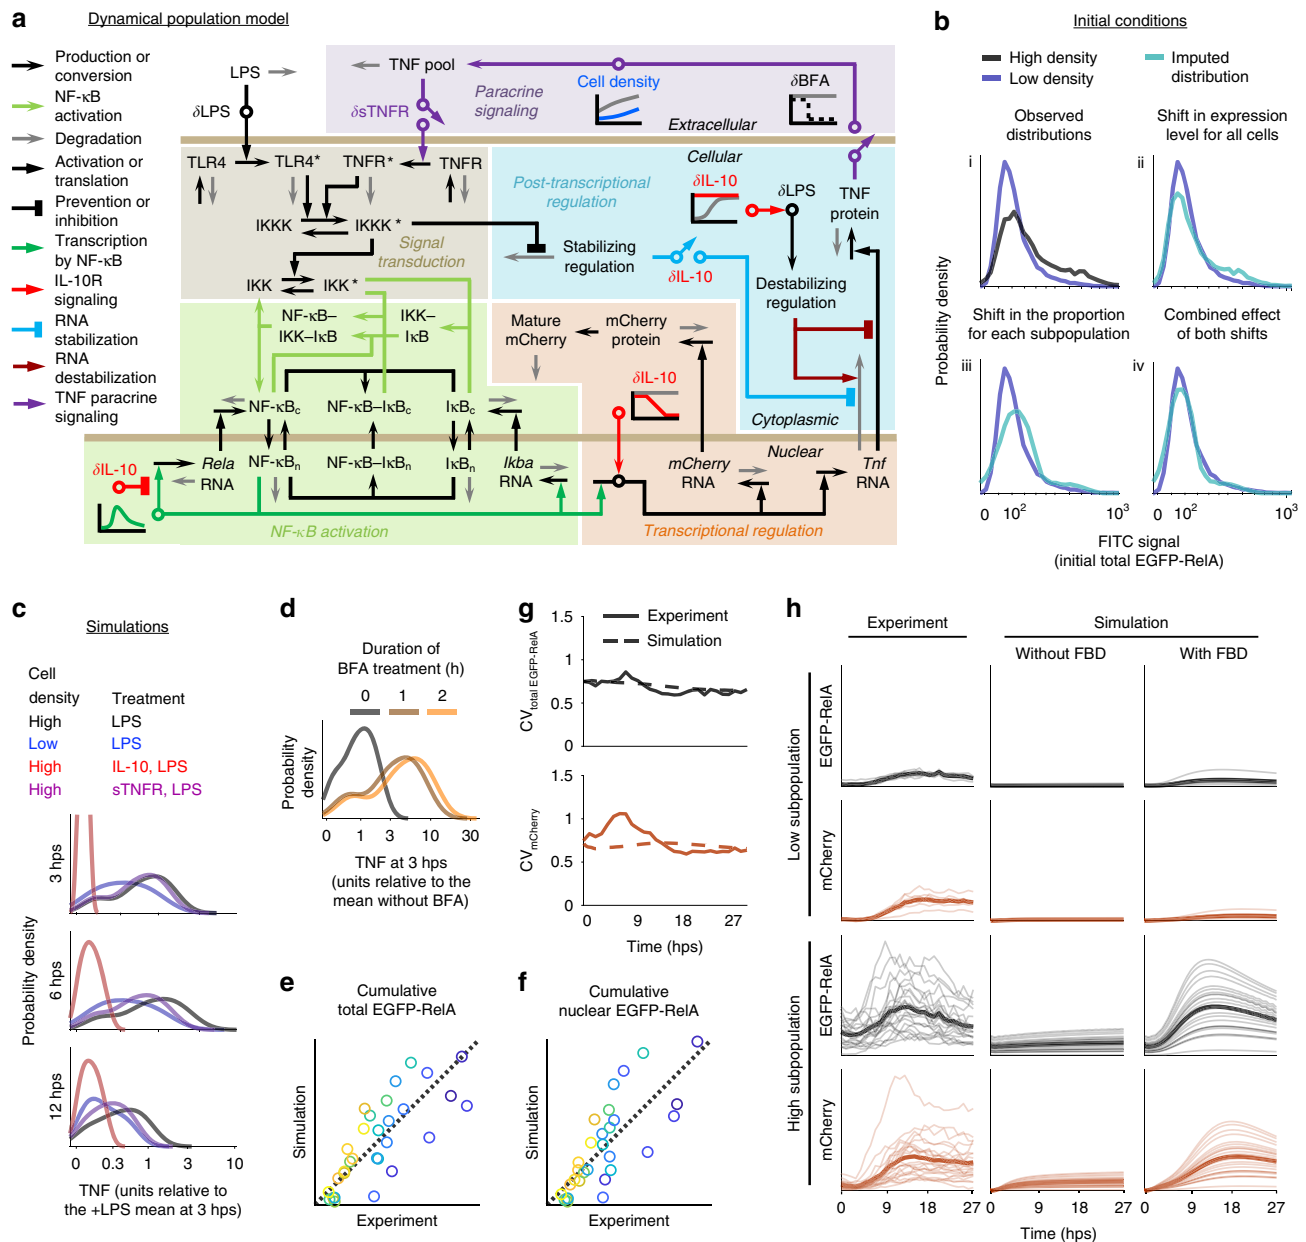 a
Dynamical population model
Production or
conversion
NF-κB
activation
Degradation
Activation or
translation
Prevention or
inhibition
Transcription
by NF-κB
IL-10R
signaling
RNA
stabilization
RNA
destabilization
TNF paracrine
signaling
LPS
δLPS
TNF pool
δsTNFR
Paracrine
signaling
Cell density
δBFA
Extracellular
TLR4
TLR4*
TNFR*
TNFR
IKKK
IKKK*
Signal
transduction
IKK
IKK*
Cellular
Post-transcriptional
regulation
δIL-10
δLPS
TNF
protein
Stabilizing
regulation
δIL-10
Destabilizing
regulation
Cytoplasmic
NF-κB–
IKK–IκB
IKK–
IκB
NF-κBc
NF-κB–IκBc
IκBc
Mature
mCherry
mCherry
protein
δIL-10
Nuclear
δIL-10
Rela
RNA
NF-κBn
NF-κB–IκBn
IκBn
Ikba
RNA
mCherry
RNA
Tnf
RNA
NF-κB activation
Transcriptional regulation
b
Initial conditions
High density
Low density
Imputed
distribution
Observed
distributions
Shift in expression
level for all cells
i
ii
Shift in the proportion
for each subpopulation
Combined effect
of both shifts
iii
iv
Probability density
0 10² 10³
0 10² 10³
FITC signal
(initial total EGFP-RelA)
c
Simulations
Cell
density Treatment
High LPS
Low LPS
High IL-10, LPS
High sTNFR, LPS
3 hps
6 hps
12 hps
Probability density
0 0.3 1 3 10
TNF (units relative to
the +LPS mean at 3 hps)
d
Duration of
BFA treatment (h)
0 1 2
Probability
density
0 1 3 10 30
TNF at 3 hps
(units relative to the
mean without BFA)
e
Cumulative
total EGFP-RelA
Simulation
Experiment
f
Cumulative
nuclear EGFP-RelA
Simulation
Experiment
g
Experiment
Simulation
1.5
1
0.5
0
CVtotal EGFP-RelA
1.5
1
0.5
0
CVmCherry
0 9 18 27
Time (hps)
h
Experiment
Simulation
Without FBD
With FBD
Low subpopulation
EGFP-RelA
mCherry
High subpopulation
EGFP-RelA
mCherry
0 9 18 27
0 9 18 27
0 9 18 27
Time (hps)